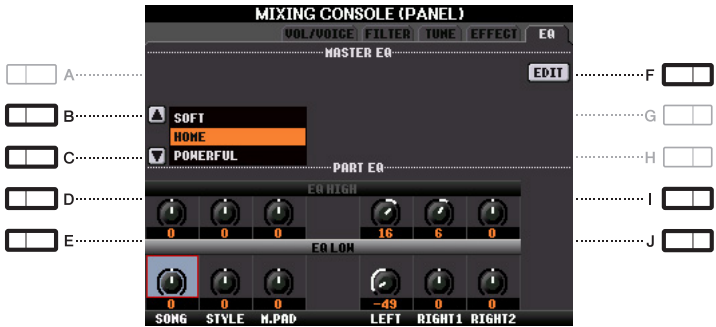 MIXING CONSOLE (PANEL)
VOL/VOICE FILTER TUNE EFFECT EQ
MASTER EQ
A EDIT F
B SOFT G
HOME
C POWERFUL H
PART EQ
EQ HIGH
D I
0 0 0 16 6 0
E EQ LOW J
0 0 0 -49 0 0
SONG STYLE M.PAD LEFT RIGHT1 RIGHT2